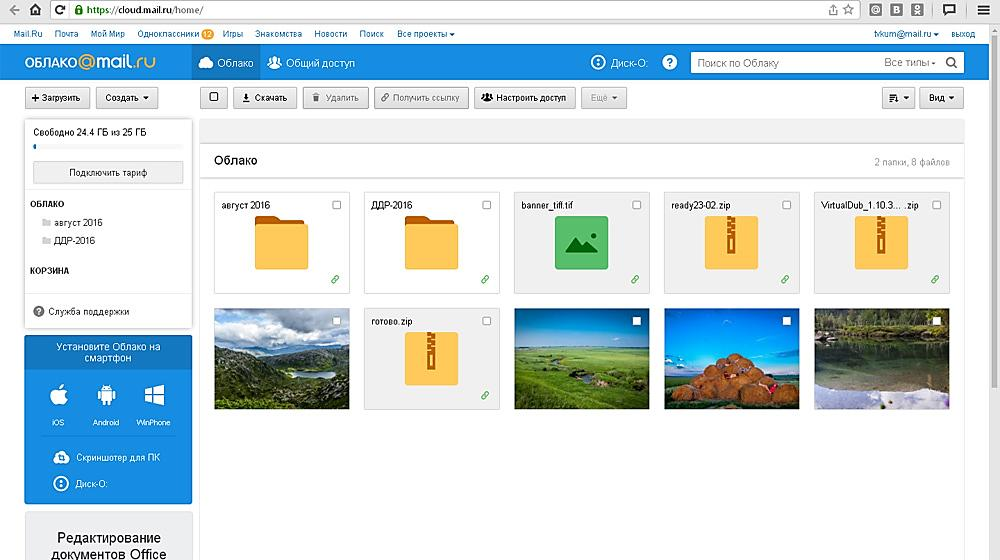 https://cloud.mail.ru/home/
Mail.Ru Почта Мой Мир Одноклассники 12 Игры Знакомства Новости Поиск Все проекты tvkum@mail.ru выход
ОБЛАКО@mail.ru Облако Общий доступ Диск-О: ? Поиск по Облаку Все типы
+ Загрузить Создать Скачать Удалить Получить ссылку Настроить доступ Ещё Вид
Свободно 24.4 ГБ из 25 ГБ
Подключить тариф
ОБЛАКО
август 2016
ДДР-2016
КОРЗИНА
? Служба поддержки
Установите Облако на
смартфон
iOS Android WinPhone
Скриншотер для ПК
Диск-О:
Редактирование
документов Office
Облако 2 папки, 8 файлов
август 2016 ДДР-2016 banner_tiff.tif ready23-02.zip VirtualDub_1.10.3... .zip
готово.zip